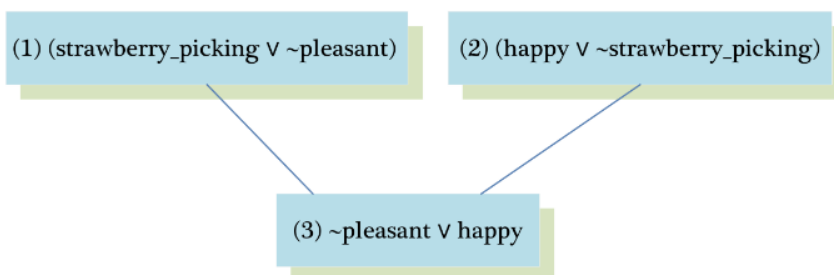 (1) (strawberry_picking ∨ ~pleasant)
(2) (happy ∨ ~strawberry_picking)
(3) ~pleasant ∨ happy